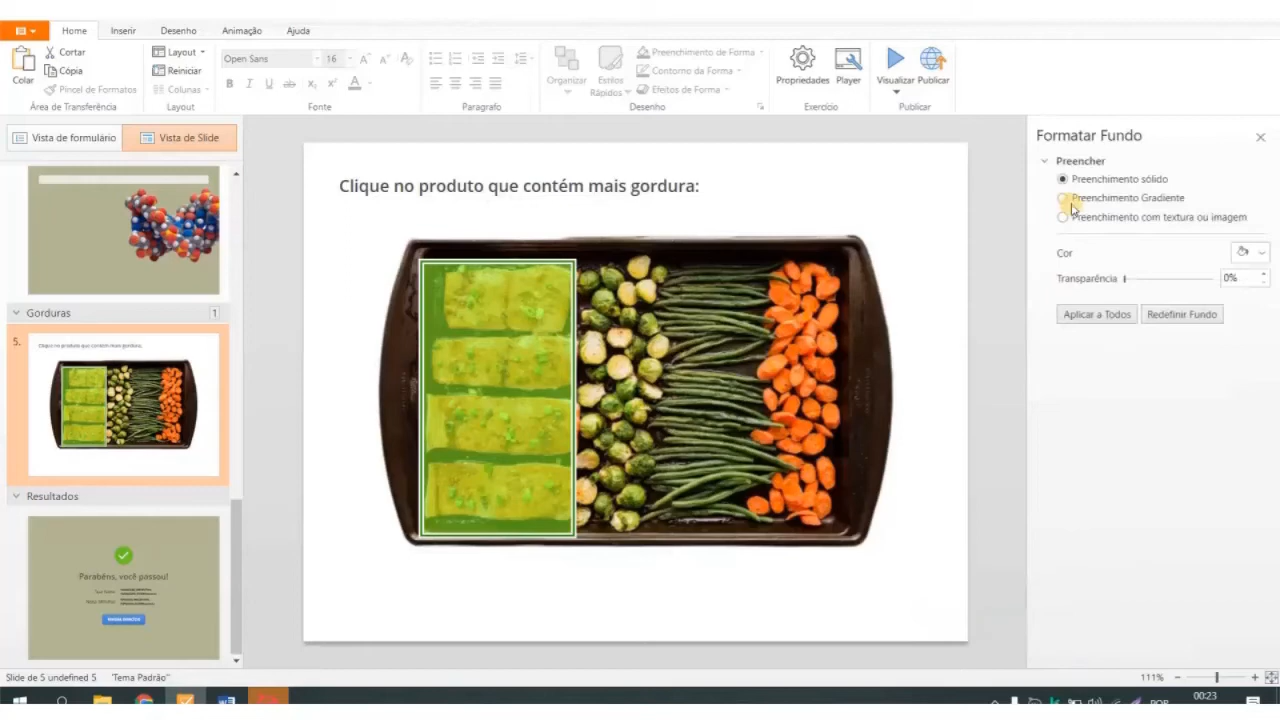 Home Inserir Desenho Animação Ajuda
Colar
Cortar
Cópia
Pincel de Formatos
Área de Transferência
Layout
Reiniciar
Colunas
Layout
Open Sans 16
Fonte
Paragrafo
Organizar
Estilos Rápidos
Preenchimento de Forma
Contorno da Forma
Efeitos de Forma
Desenho
Propriedades Player
Exercício
Visualizar Publicar
Publicar
Vista de formulário Vista de Slide
Gorduras 1
5.
Clique no produto que contém mais gordura:
Resultados
Parabéns, você passou!
Clique no produto que contém mais gordura:
Formatar Fundo
Preencher
Preenchimento sólido
Preenchimento Gradiente
Preenchimento com textura ou imagem
Cor
Transparência 0%
Aplicar a Todos Redefinir Fundo
Slide de 5 undefined 5 "Tema Padrão" 111%
POR 00:23